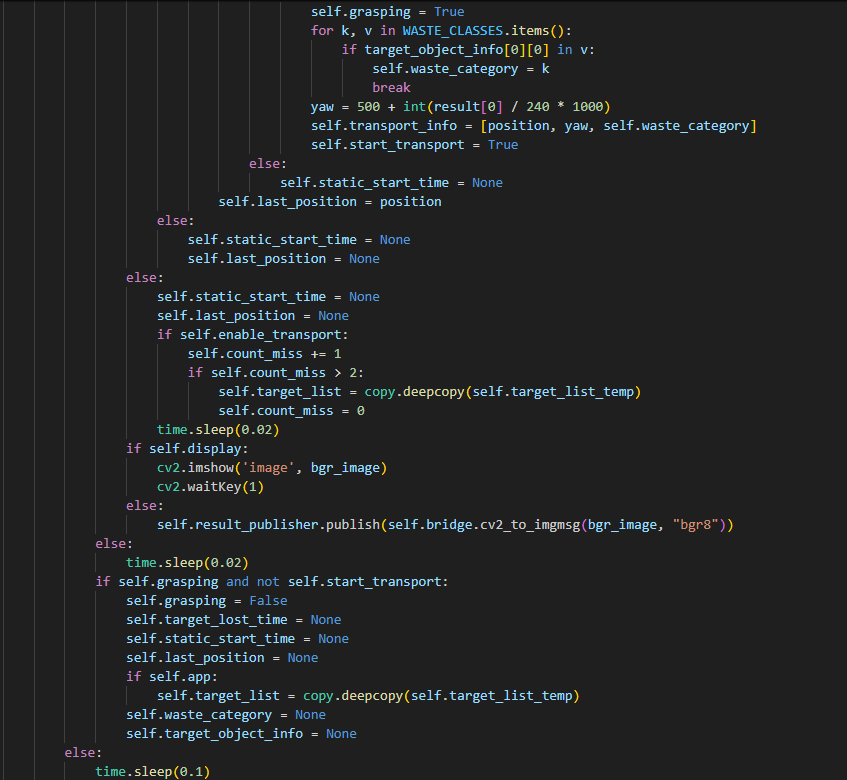 self.grasping = True
for k, v in WASTE_CLASSES.items():
if target_object_info[0][0] in v:
self.waste_category = k
break
yaw = 500 + int(result[0] / 240 * 1000)
self.transport_info = [position, yaw, self.waste_category]
self.start_transport = True
else:
self.static_start_time = None
self.last_position = position
else:
self.static_start_time = None
self.last_position = None
else:
self.static_start_time = None
self.last_position = None
if self.enable_transport:
self.count_miss += 1
if self.count_miss > 2:
self.target_list = copy.deepcopy(self.target_list_temp)
self.count_miss = 0
time.sleep(0.02)
if self.display:
cv2.imshow('image', bgr_image)
cv2.waitKey(1)
else:
self.result_publisher.publish(self.bridge.cv2_to_imgmsg(bgr_image, "bgr8"))
else:
time.sleep(0.02)
if self.grasping and not self.start_transport:
self.grasping = False
self.target_lost_time = None
self.static_start_time = None
self.last_position = None
if self.app:
self.target_list = copy.deepcopy(self.target_list_temp)
self.waste_category = None
self.target_object_info = None
else:
time.sleep(0.1)